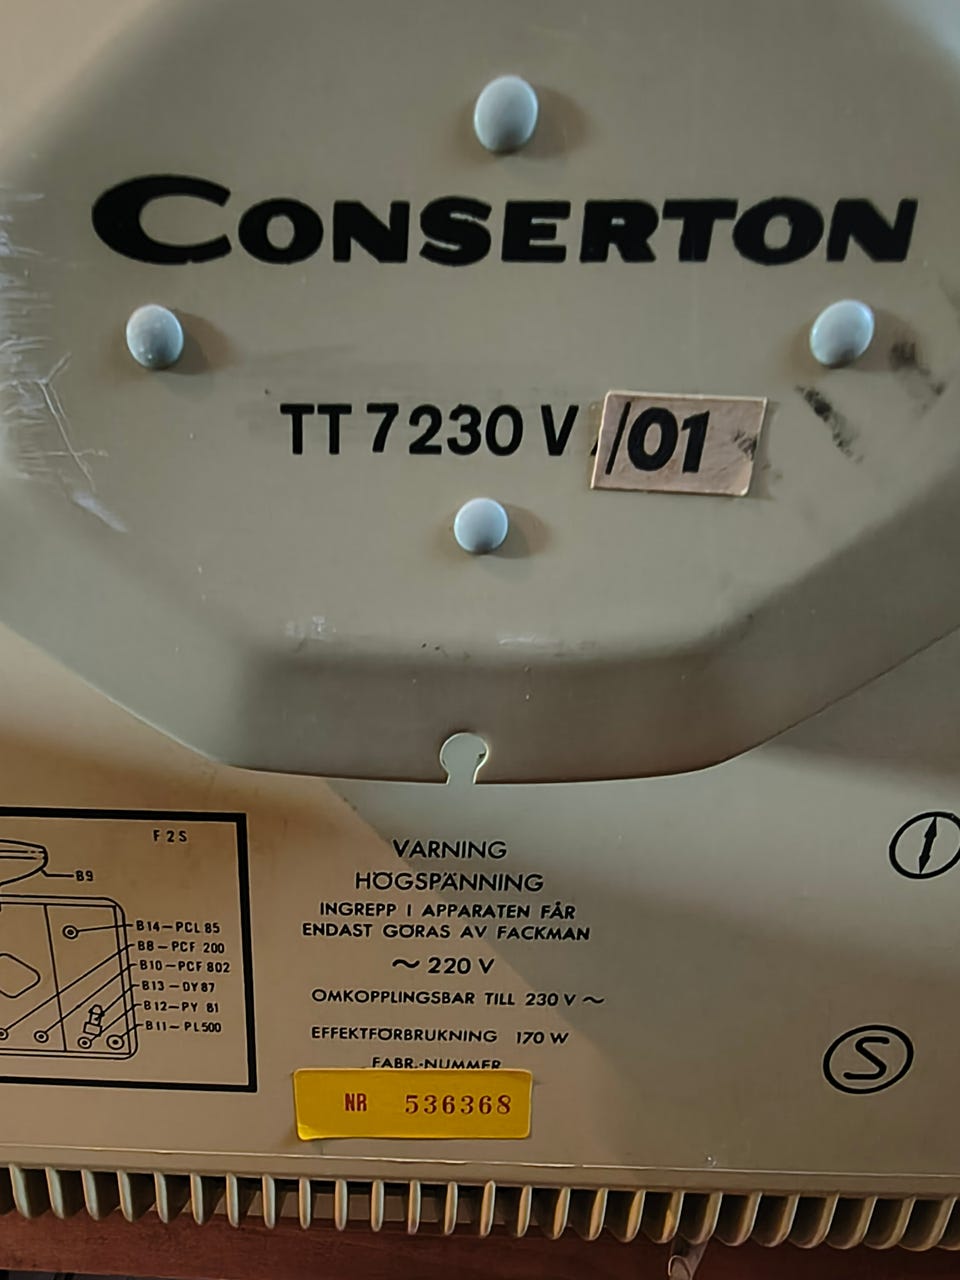 CONSERTON
TT 7230 V /01
F 2 S
B9
B14-PCL 85
B8-PCF 200
B10-PCF 802
B13-DY 87
B12-PY 81
B11-PL 500
VARNING
HÖGSPÄNNING
INGREPP I APPARATEN FÅR
ENDAST GÖRAS AV FACKMAN
~ 220 V
OMKOPPLINGSBAR TILL 230 V ~
EFFEKTFÖRBRUKNING 170 W
FABR.-NUMMER
NR 536368
S